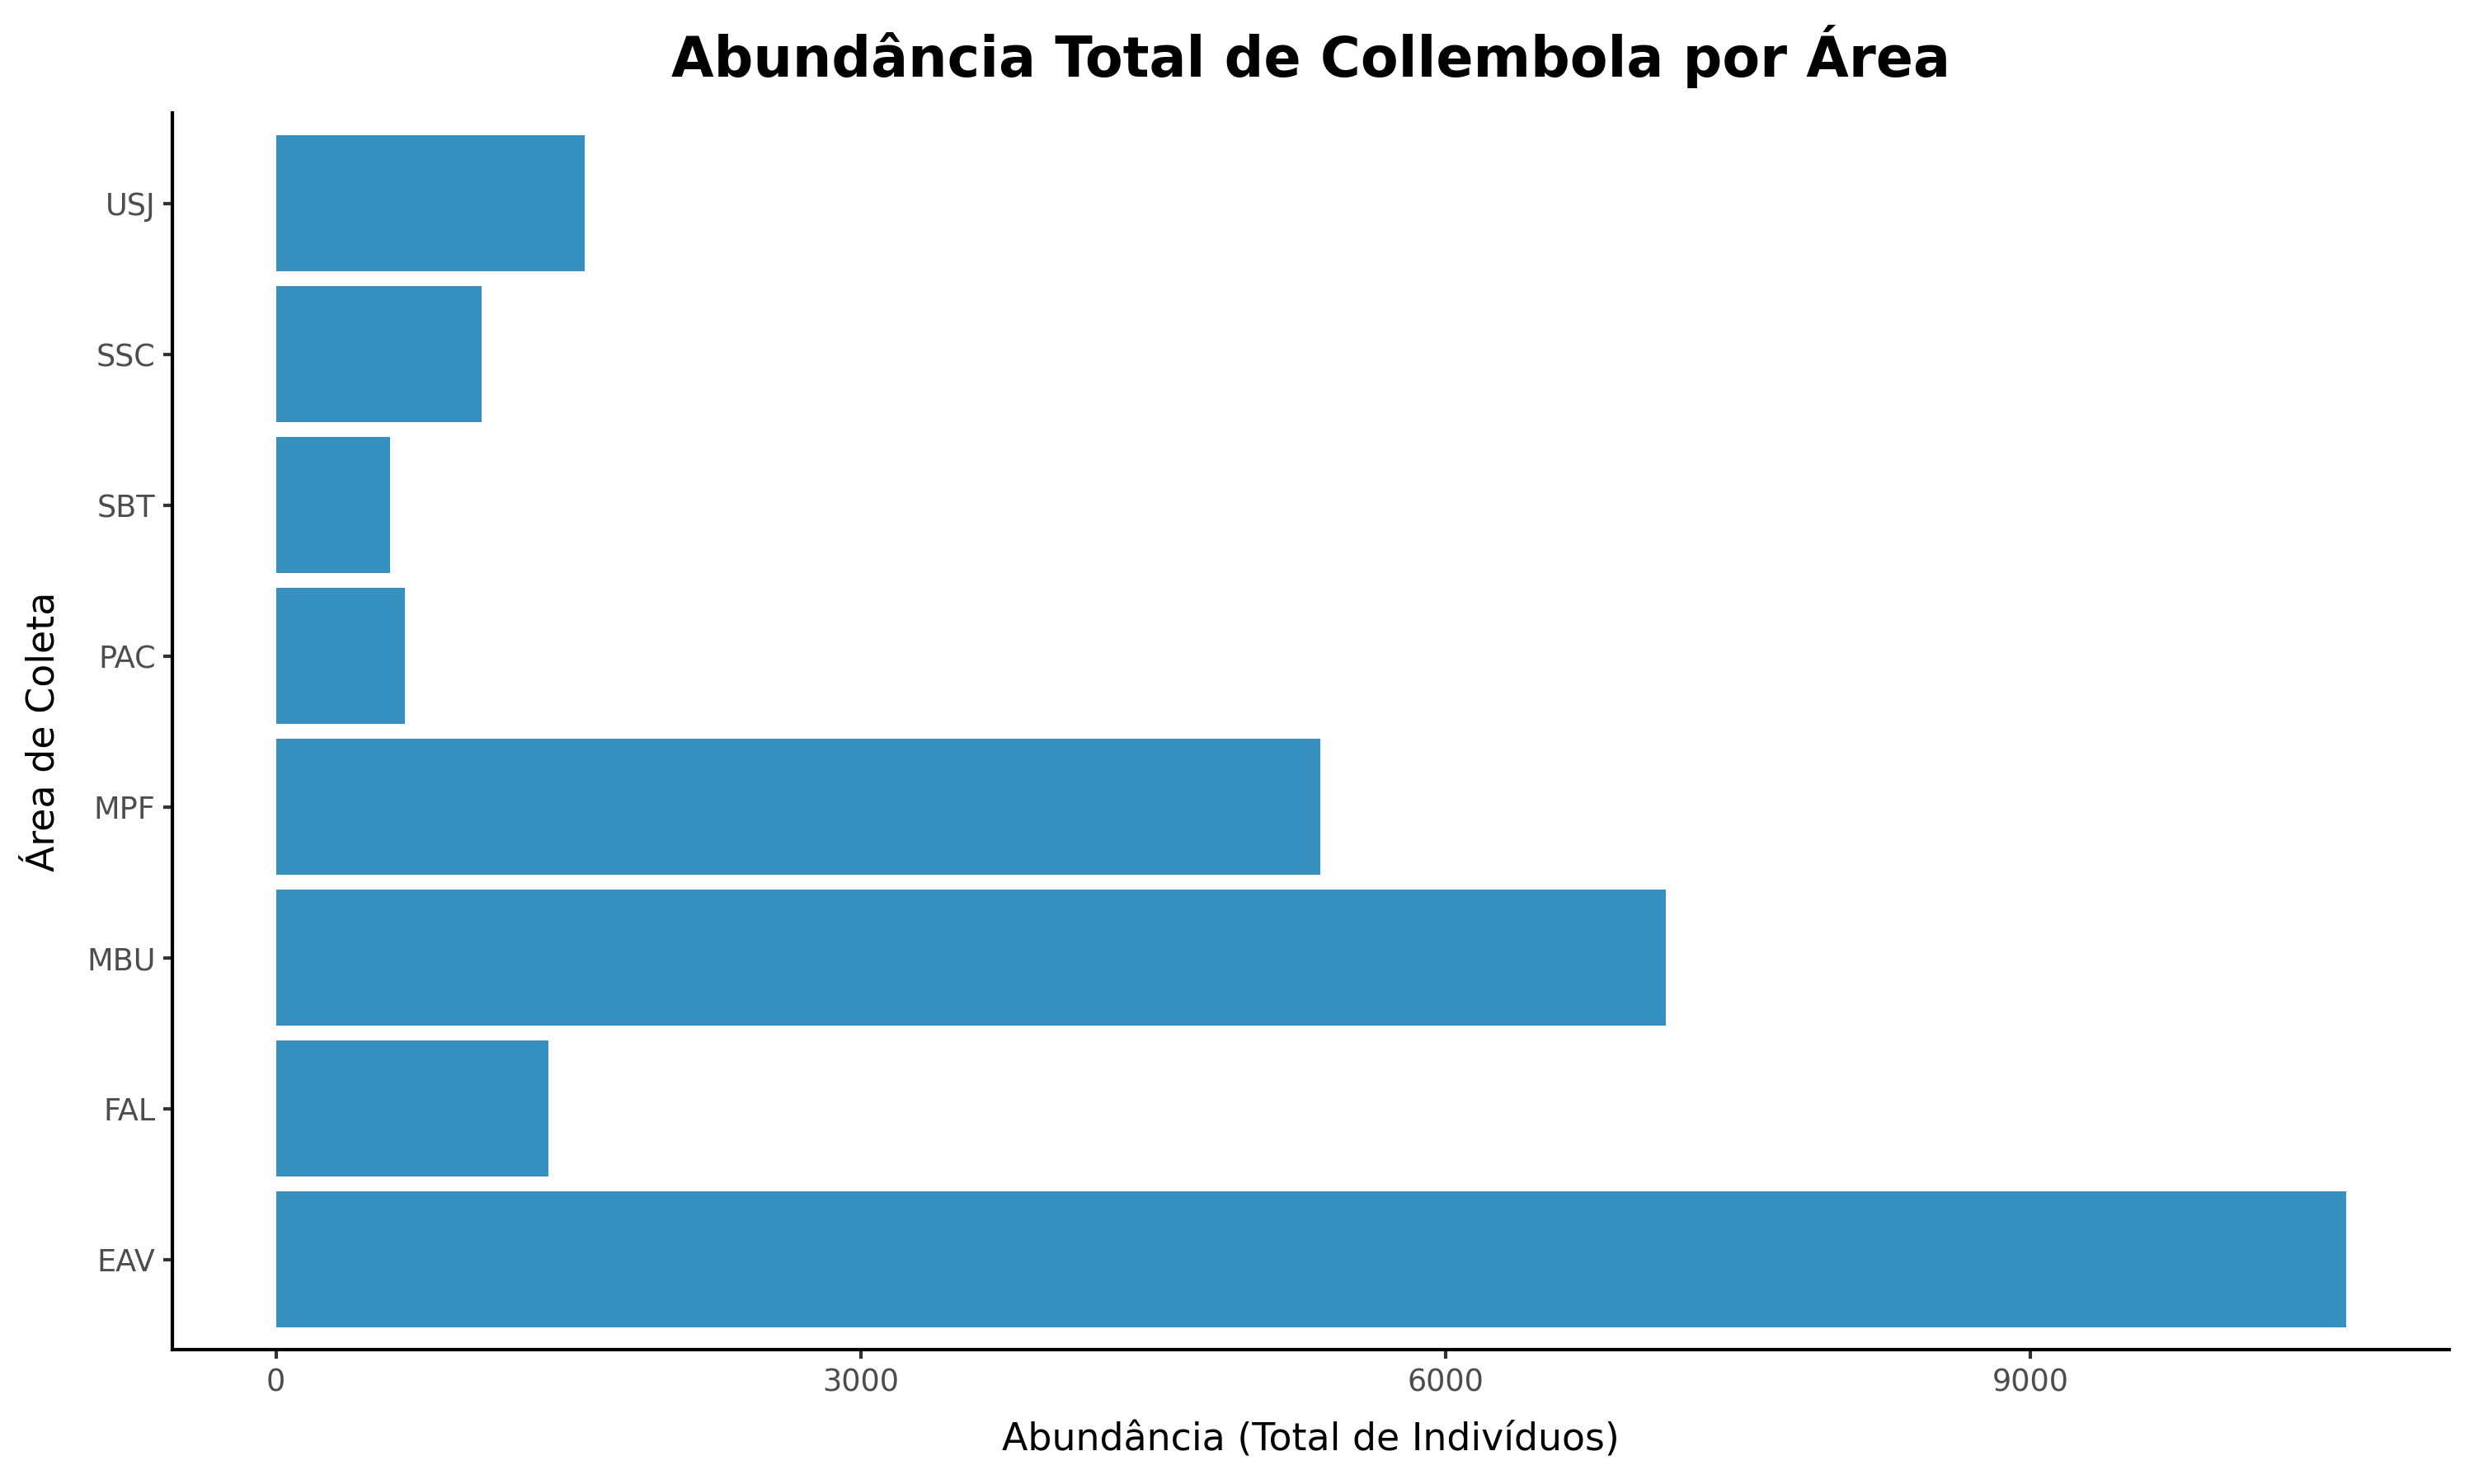 Abundância Total de Collembola por Área
Área de Coleta
USJ
SSC
SBT
PAC
MPF
MBU
FAL
EAV
0 3000 6000 9000
Abundância (Total de Indivíduos)